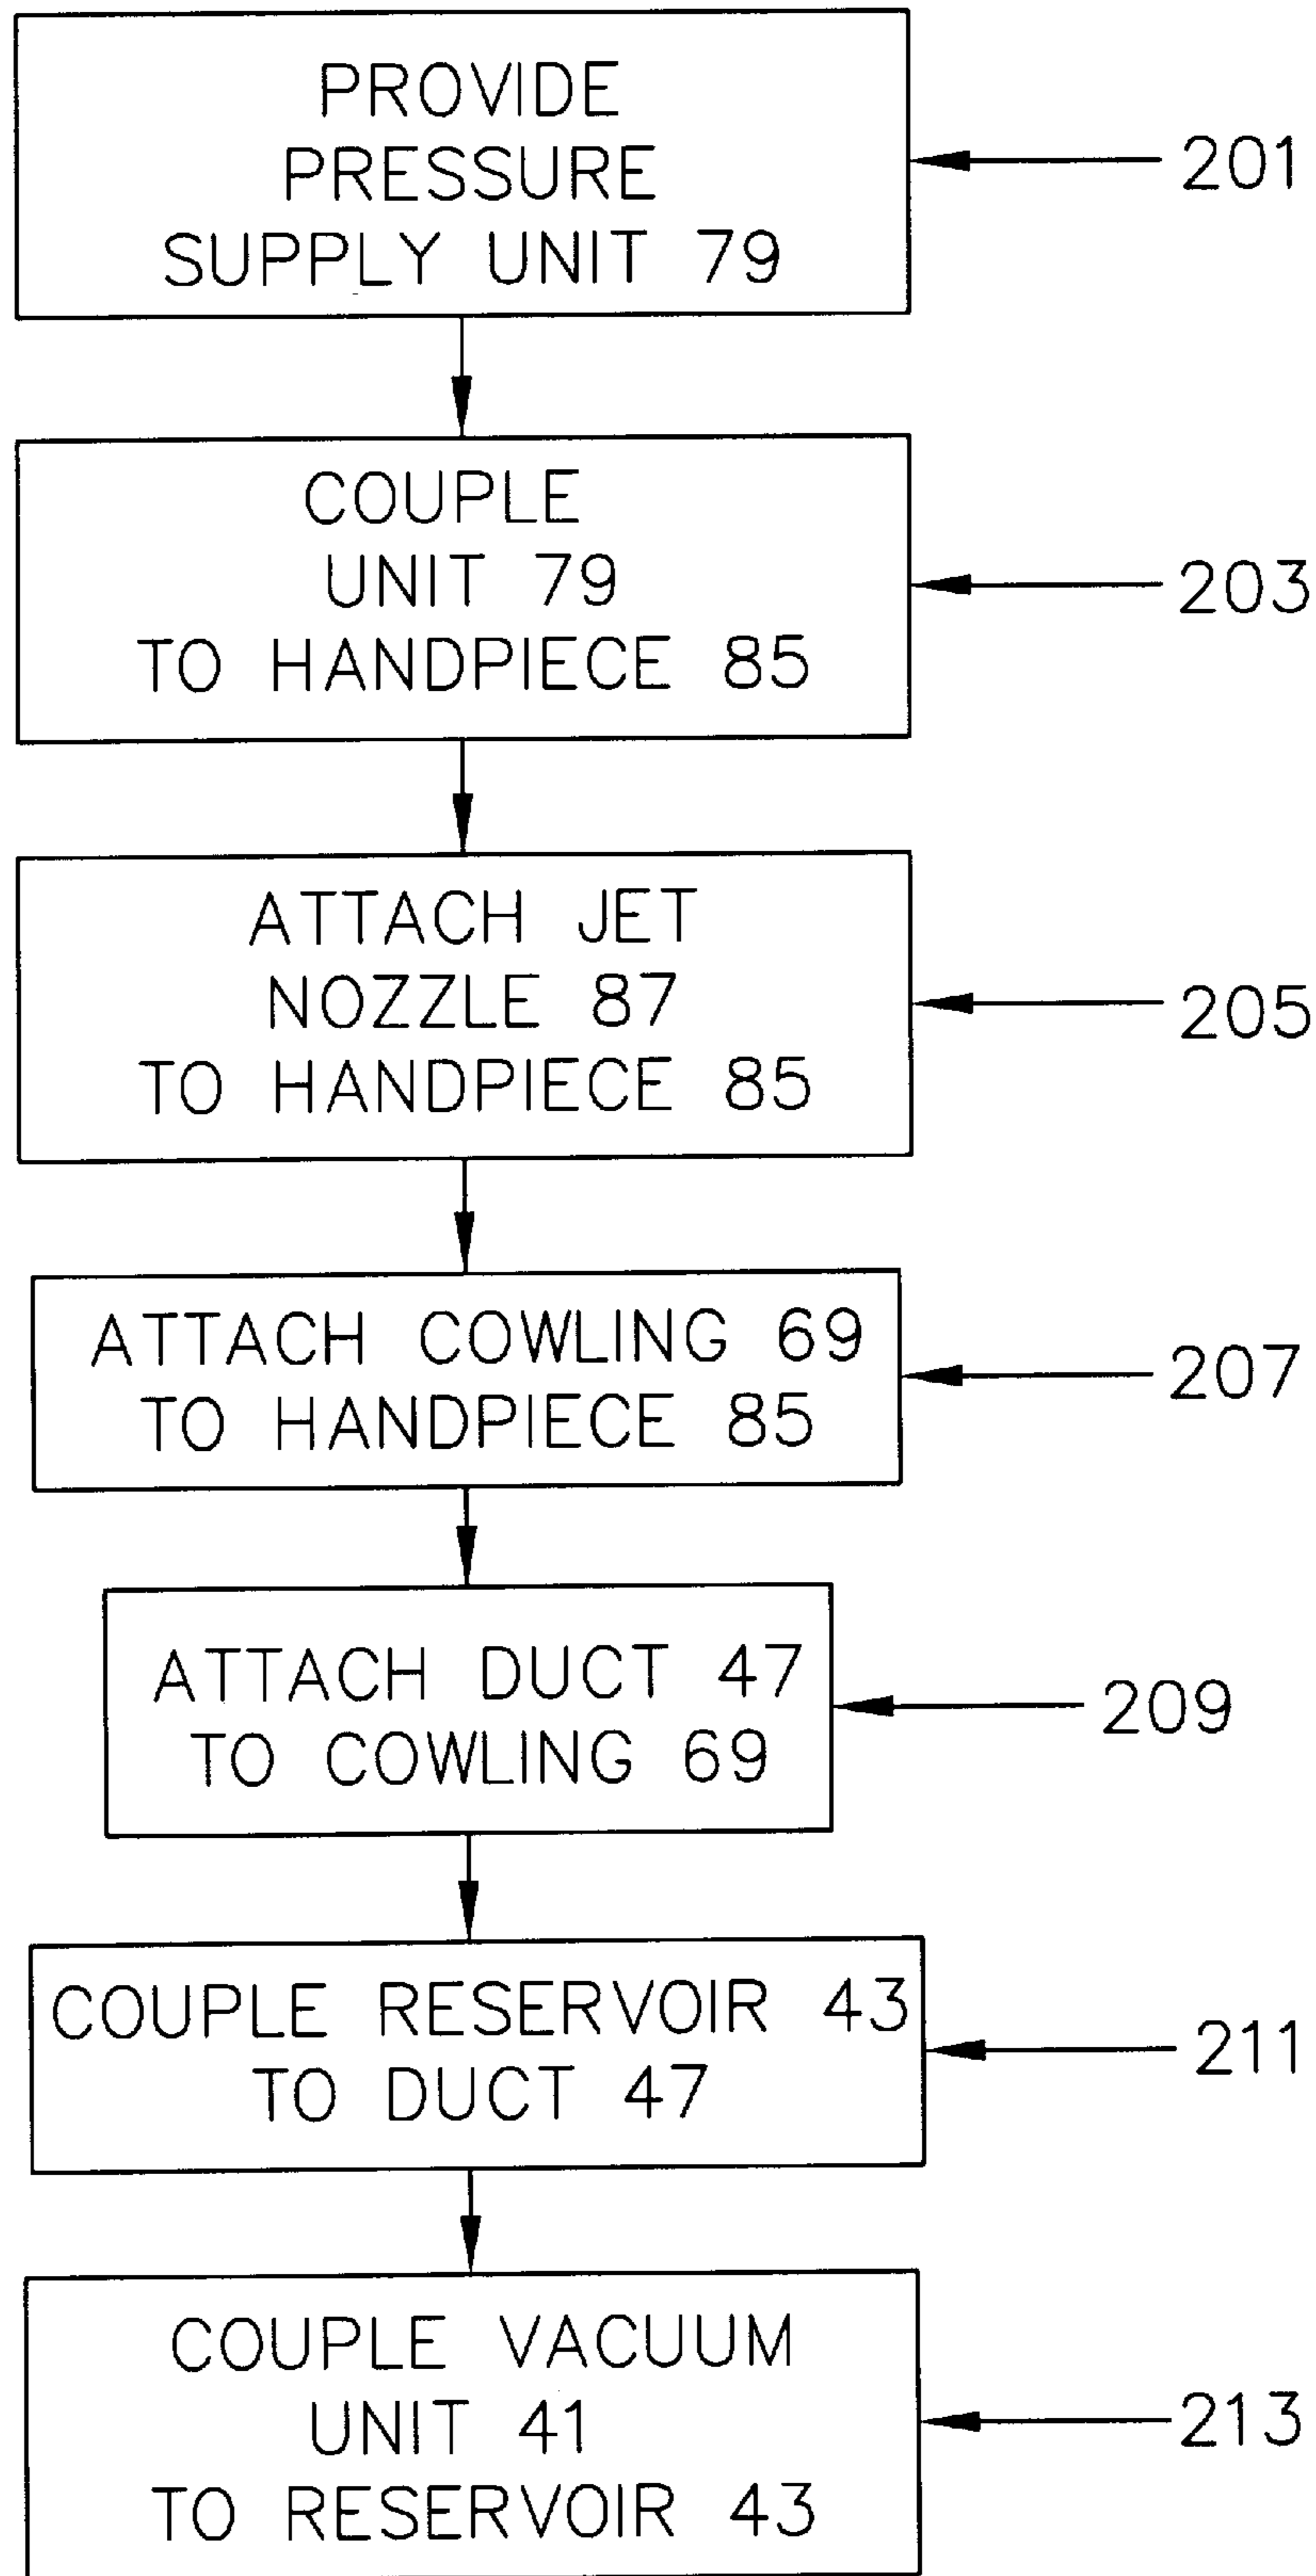 PROVIDE
PRESSURE
SUPPLY UNIT 79
201
COUPLE
UNIT 79
TO HANDPIECE 85
203
ATTACH JET
NOZZLE 87
TO HANDPIECE 85
205
ATTACH COWLING 69
TO HANDPIECE 85
207
ATTACH DUCT 47
TO COWLING 69
209
COUPLE RESERVOIR 43
TO DUCT 47
211
COUPLE VACUUM
UNIT 41
TO RESERVOIR 43
213